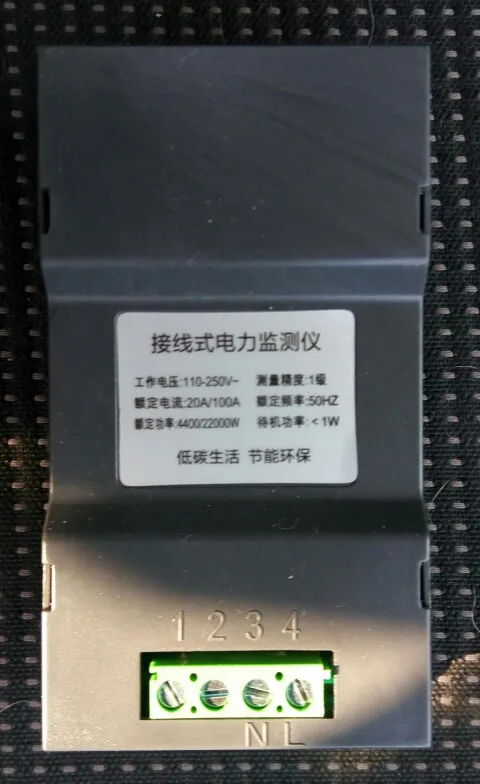 接线式电力监测仪
工作电压:110-250V~ 测量精度:1级
额定电流:20A/100A 额定频率:50HZ
额定功率:4400/22000W 待机功率:<1W
低碳生活 节能环保
1 2 3 4
N L